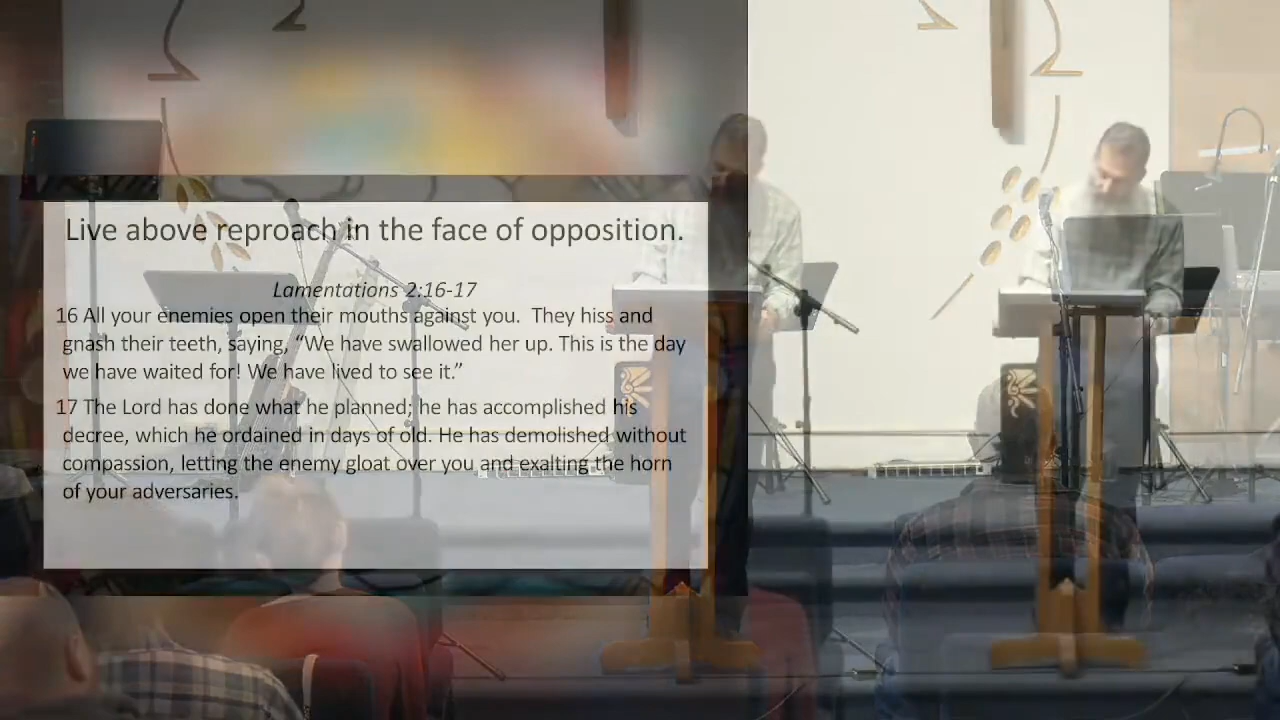 Live above reproach in the face of opposition.
Lamentations 2:16-17
16 All your enemies open their mouths against you.  They hiss and
gnash their teeth, saying, “We have swallowed her up. This is the day
we have waited for! We have lived to see it.”
17 The Lord has done what he planned; he has accomplished his
decree, which he ordained in days of old. He has demolished without
compassion, letting the enemy gloat over you and exalting the horn
of your adversaries.